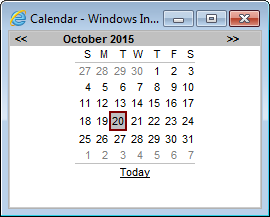 Calendar - Windows In...
<< October 2015 >>
S M T W T F S
27 28 29 30 1 2 3
4 5 6 7 8 9 10
11 12 13 14 15 16 17
18 19 20 21 22 23 24
25 26 27 28 29 30 31
1 2 3 4 5 6 7
Today